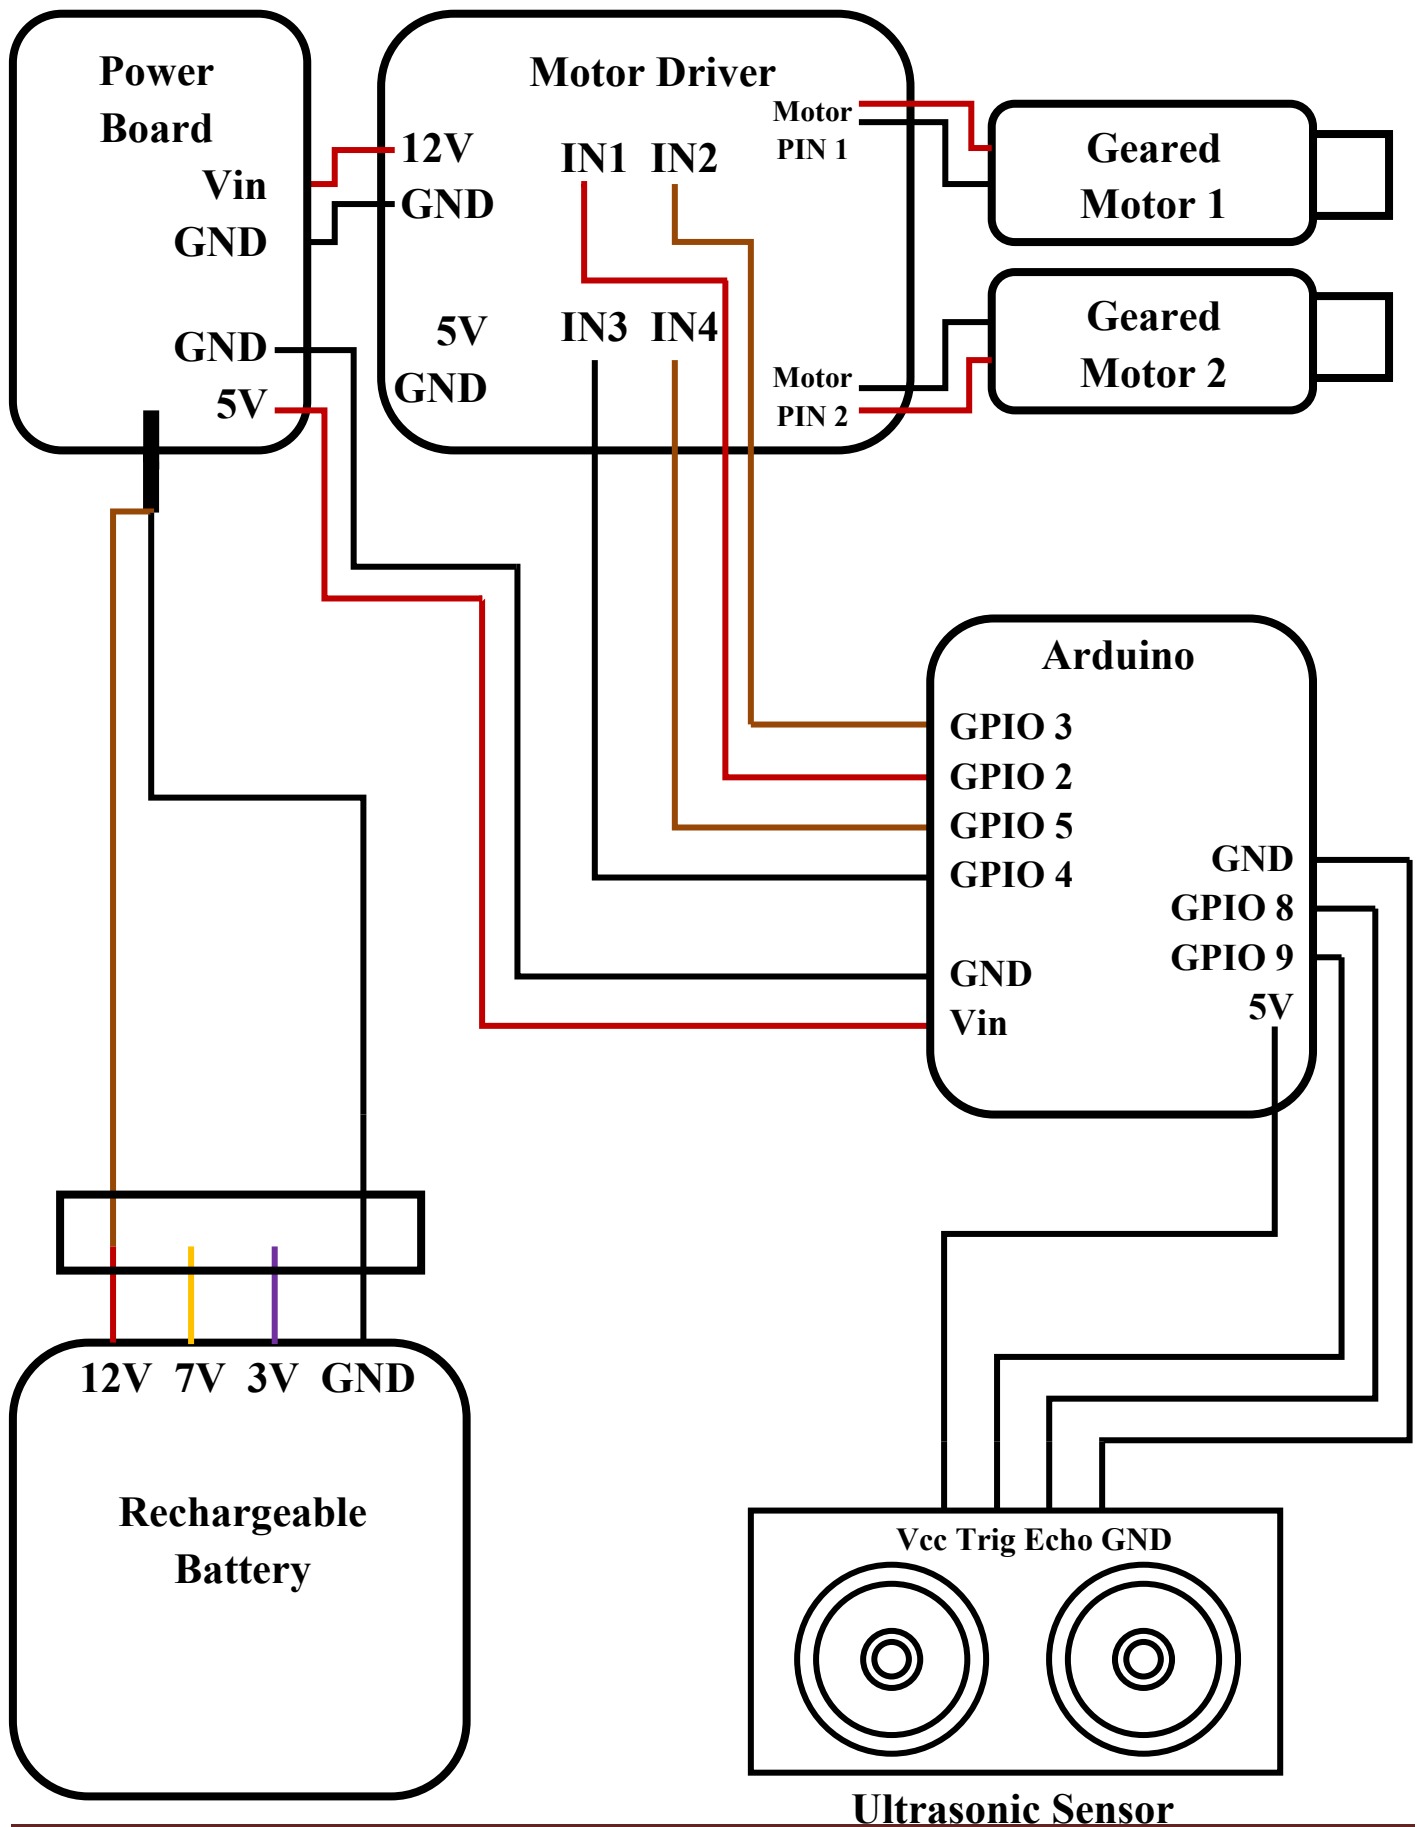 Power
Board
Vin
GND
GND
5V
Motor Driver
12V
GND
5V
GND
IN1 IN2
IN3 IN4
Motor
PIN 1
Motor
PIN 2
Geared
Motor 1
Geared
Motor 2
Arduino
GPIO 3
GPIO 2
GPIO 5
GPIO 4
GND
Vin
GND
GPIO 8
GPIO 9
5V
12V 7V 3V GND
Rechargeable
Battery
Vcc Trig Echo GND
Ultrasonic Sensor